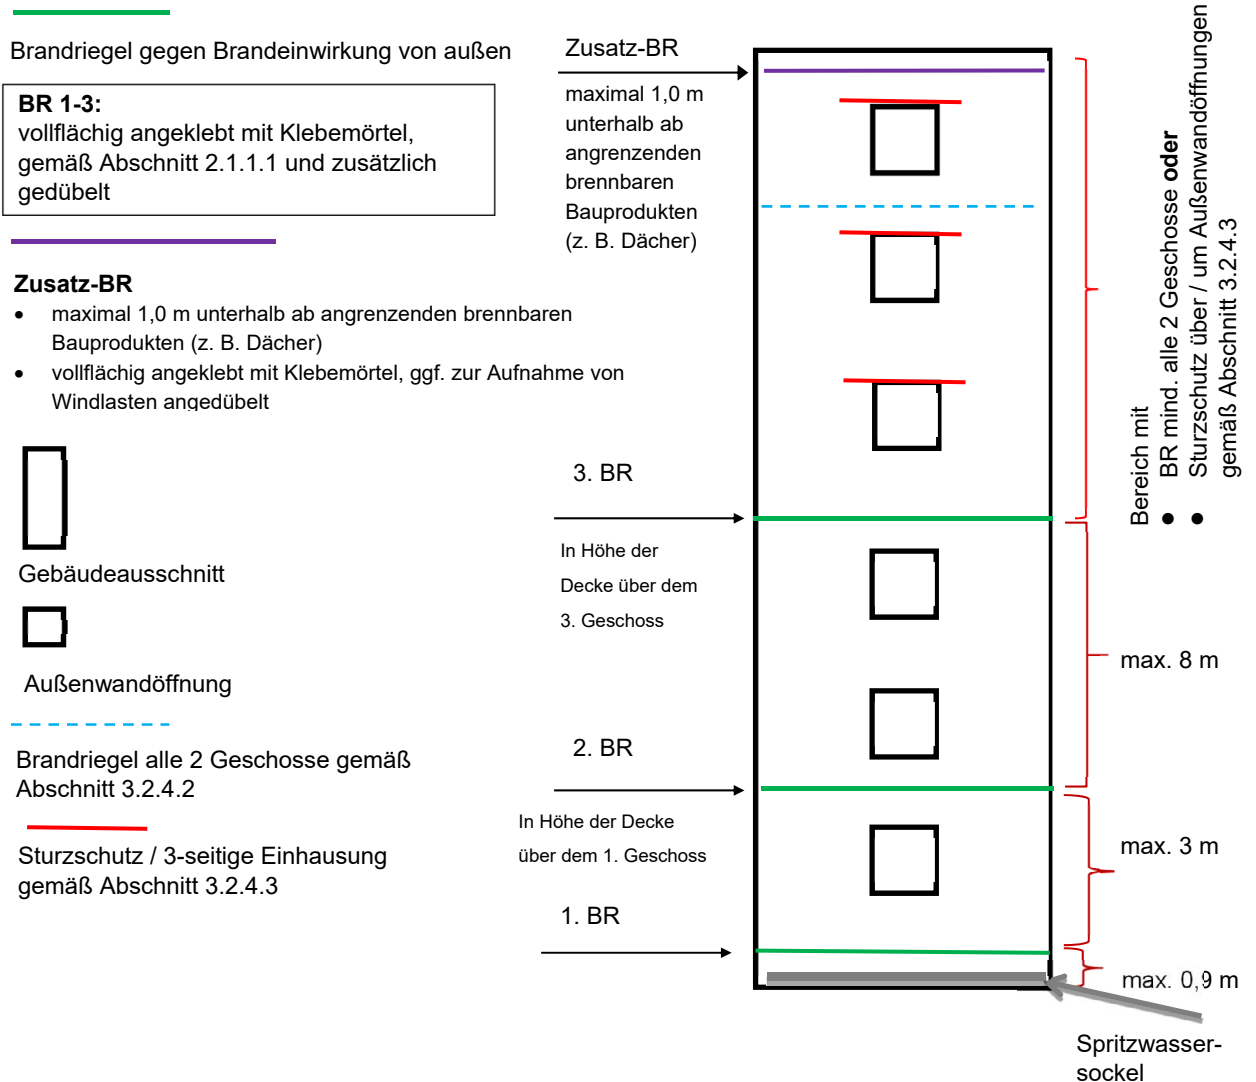 Brandriegel gegen Brandeinwirkung von außen
BR 1-3:
vollflächig angeklebt mit Klebemörtel,
gemäß Abschnitt 2.1.1.1 und zusätzlich
gedübelt
Zusatz-BR
• maximal 1,0 m unterhalb ab angrenzenden brennbaren
Bauprodukten (z. B. Dächer)
• vollflächig angeklebt mit Klebemörtel, ggf. zur Aufnahme von
Windlasten angedübelt
Gebäudeausschnitt
Außenwandöffnung
Brandriegel alle 2 Geschosse gemäß
Abschnitt 3.2.4.2
Sturzschutz / 3-seitige Einhausung
gemäß Abschnitt 3.2.4.3
Zusatz-BR
maximal 1,0 m
unterhalb ab
angrenzenden
brennbaren
Bauprodukten
(z. B. Dächer)
3. BR
In Höhe der
Decke über dem
3. Geschoss
2. BR
In Höhe der Decke
über dem 1. Geschoss
1. BR
Bereich mit
• BR mind. alle 2 Geschosse oder
• Sturzschutz über / um Außenwandöffnungen
gemäß Abschnitt 3.2.4.3
max. 8 m
max. 3 m
max. 0,9 m
Spritzwasser-
sockel